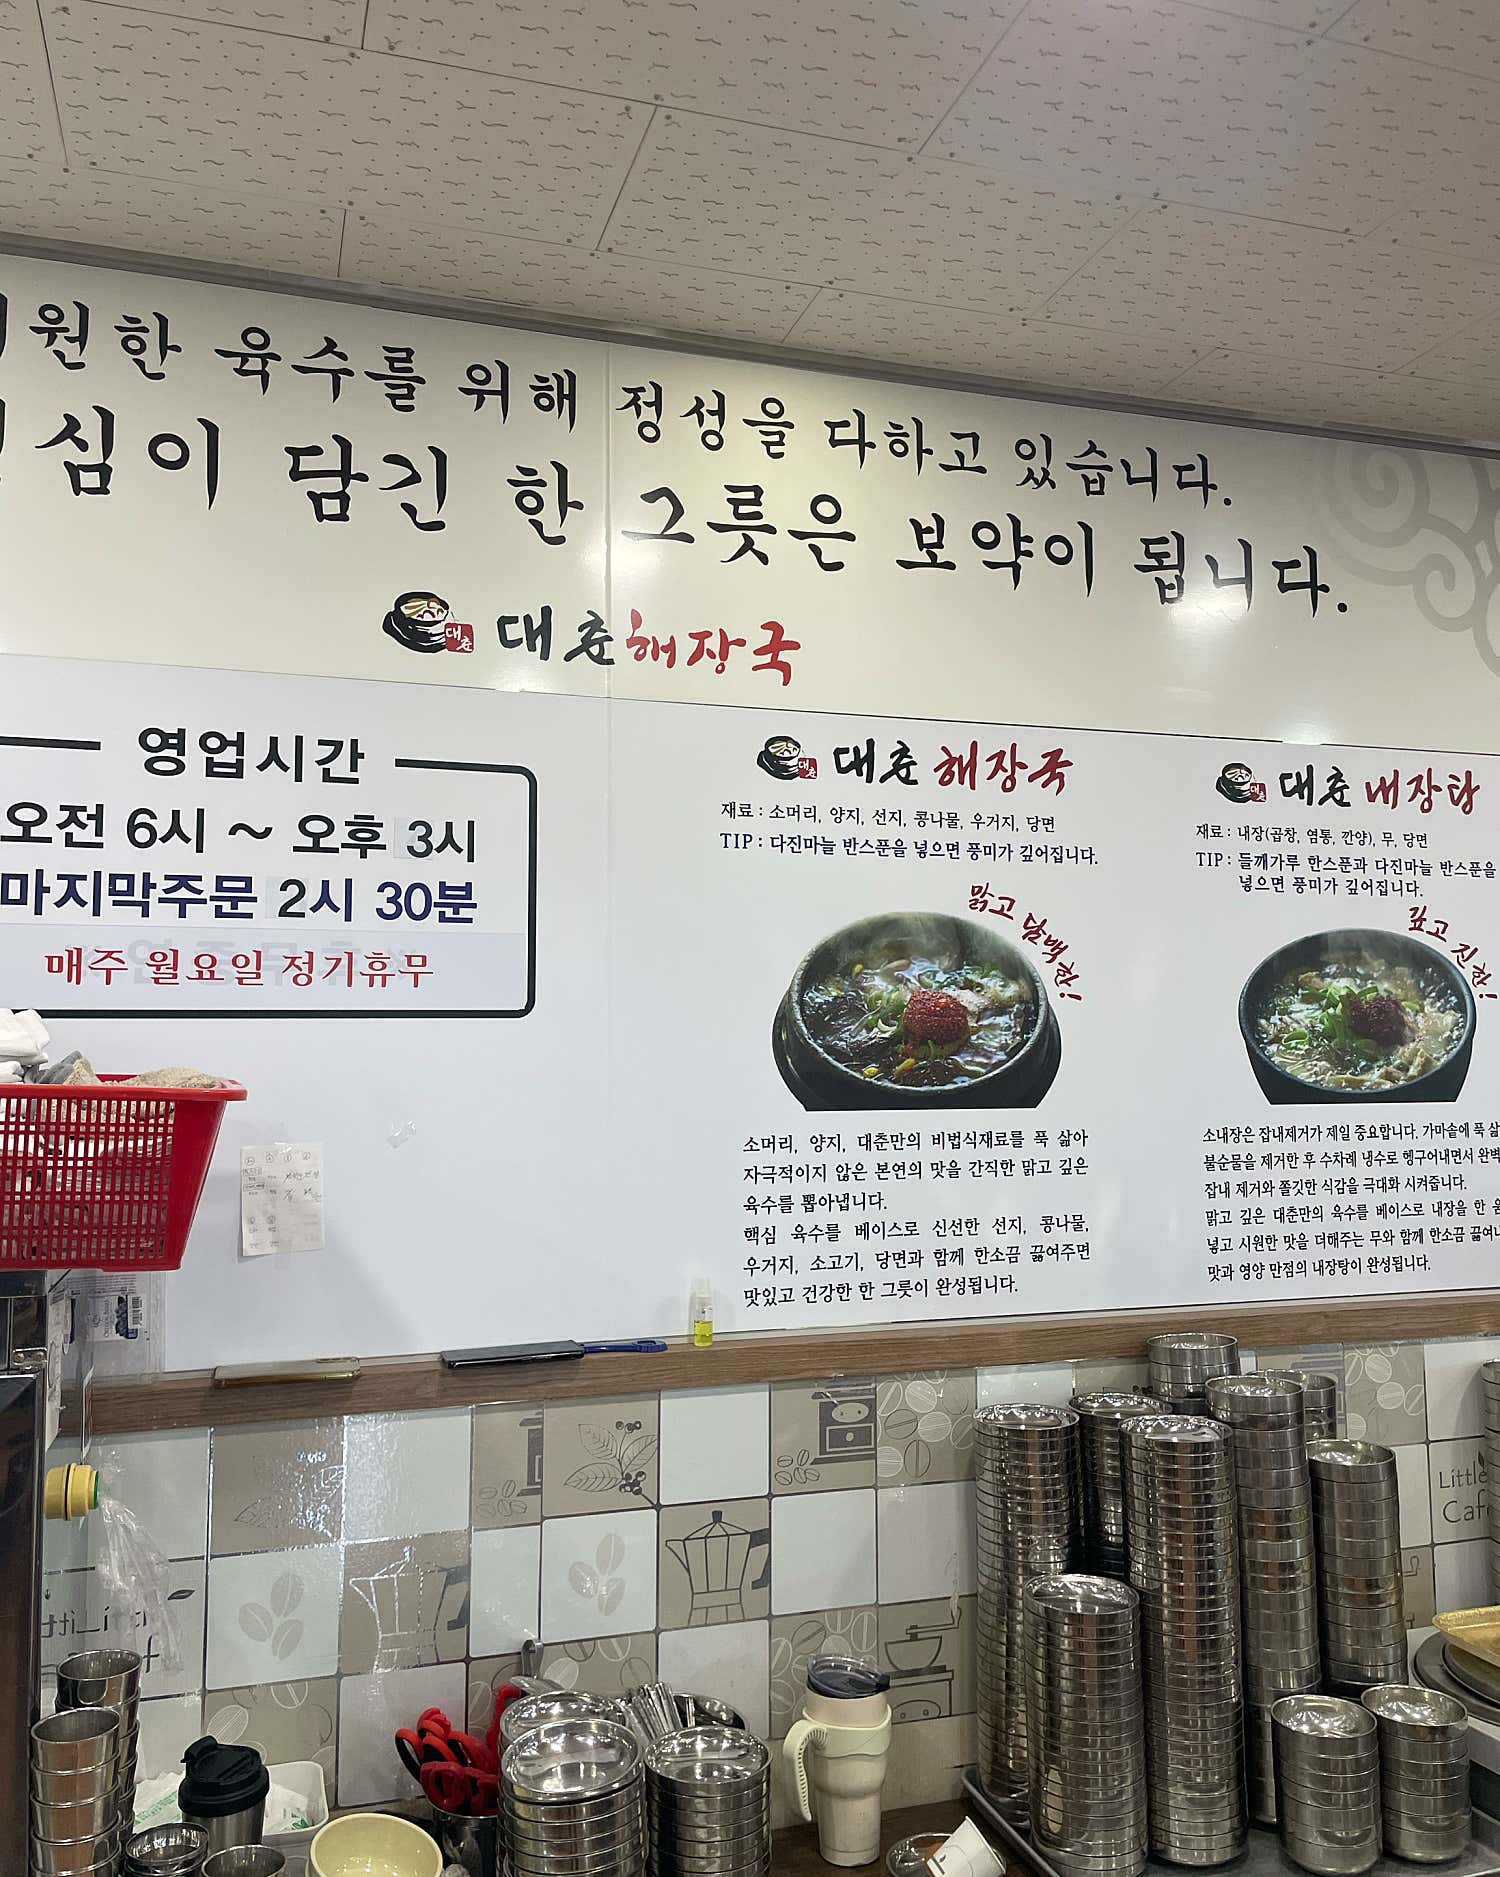 원한 육수를 위해 정성을 다하고 있습니다.
심이 담긴 한 그릇은 보약이 됩니다.
대춘
대춘해장국
영업시간
오전 6시 ~ 오후 3시
마지막주문 2시 30분
매주 월요일 정기휴무
대춘
대춘 해장국
재료 : 소머리, 양지, 선지, 콩나물, 우거지, 당면
TIP : 다진마늘 반스푼을 넣으면 풍미가 깊어집니다.
맑고 담백한!
소머리, 양지, 대춘만의 비법식재료를 푹 삶아
자극적이지 않은 본연의 맛을 간직한 맑고 깊은
육수를 뽑아냅니다.
핵심 육수를 베이스로 신선한 선지, 콩나물,
우거지, 소고기, 당면과 함께 한소끔 끓여주면
맛있고 건강한 한 그릇이 완성됩니다.
대춘
대춘 내장탕
재료 : 내장(곱창, 염통, 깐양), 무, 당면
TIP : 들깨가루 한스푼과 다진마늘 반스푼을
넣으면 풍미가 깊어집니다.
깊고 진한!
소내장은 잡내제거가 제일 중요합니다. 가마솥에 푹 삶
불순물을 제거한 후 수차례 냉수로 헹구어내면서 완벽
잡내 제거와 쫄깃한 식감을 극대화 시켜줍니다.
맑고 깊은 대춘만의 육수를 베이스로 내장을 한
넣고 시원한 맛을 더해주는 무와 함께 한소끔 끓여
맛과 영양 만점의 내장탕이 완성됩니다.
Little
Cafe